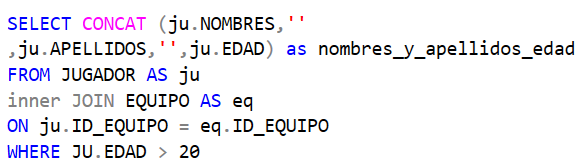 SELECT CONCAT (ju.NOMBRES,''
,ju.APELLIDOS,'',ju.EDAD) as nombres_y_apellidos_edad
FROM JUGADOR AS ju
inner JOIN EQUIPO AS eq
ON ju.ID_EQUIPO = eq.ID_EQUIPO
WHERE JU.EDAD > 20